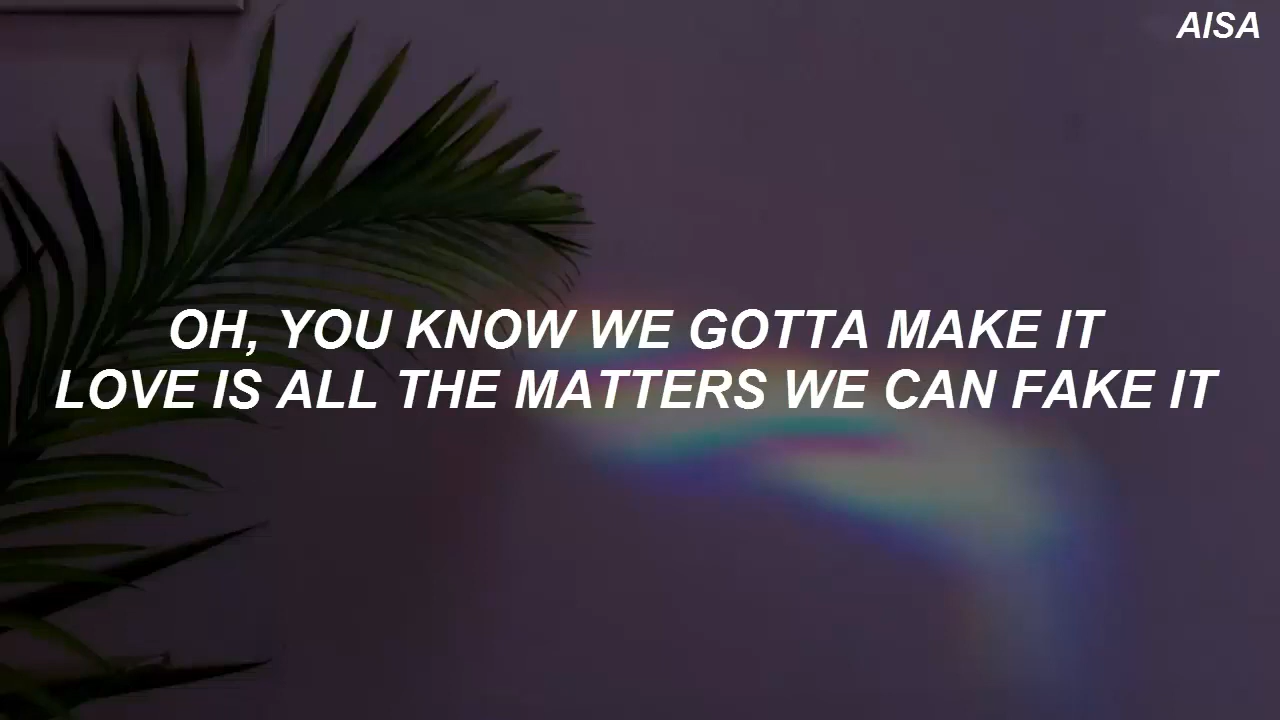 AISA
OH, YOU KNOW WE GOTTA MAKE IT
LOVE IS ALL THE MATTERS WE CAN FAKE IT